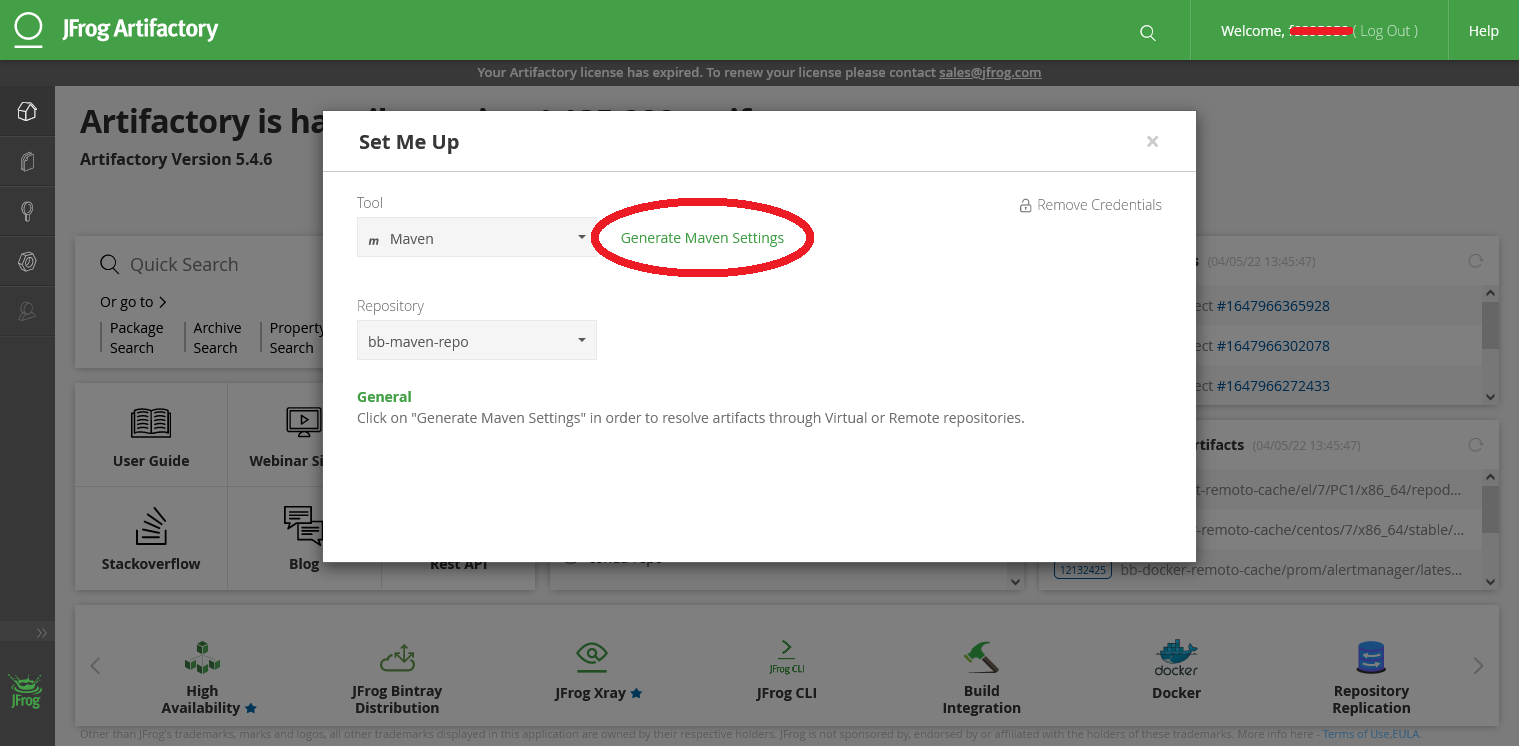 JFrog Artifactory
Welcome, ( Log Out )
Help
Your Artifactory license has expired. To renew your license please contact sales@jfrog.com
Artifactory is ha
Artifactory Version 5.4.6
Set Me Up
×
Tool
Remove Credentials
m Maven
Generate Maven Settings
Repository
bb-maven-repo
General
Click on "Generate Maven Settings" in order to resolve artifacts through Virtual or Remote repositories.
Quick Search
Or go to
Package Search
Archive Search
Property Search
s (04/05/22 13:45:47)
ect #1647966365928
ect #1647966302078
ect #1647966272433
User Guide
Webinar Si
Stackoverflow
Blog
Rest API
rtifacts (04/05/22 13:45:47)
t-remoto-cache/el/7/PC1/x86_64/repod...
-remoto-cache/centos/7/x86_64/stable/...
12132425 bb-docker-remoto-cache/prom/alertmanager/lates...
JFrog
High Availability
JFrog Bintray Distribution
JFrog Xray
JFrog CLI
JFrog CLI
Build Integration
docker
Docker
Repository Replication
Other than JFrog's trademarks, marks and logos, all other trademarks displayed in this application are owned by their respective holders. JFrog is not sponsored by, endorsed by or affiliated with the holders of these trademarks. More info here - Terms of Use,EULA.